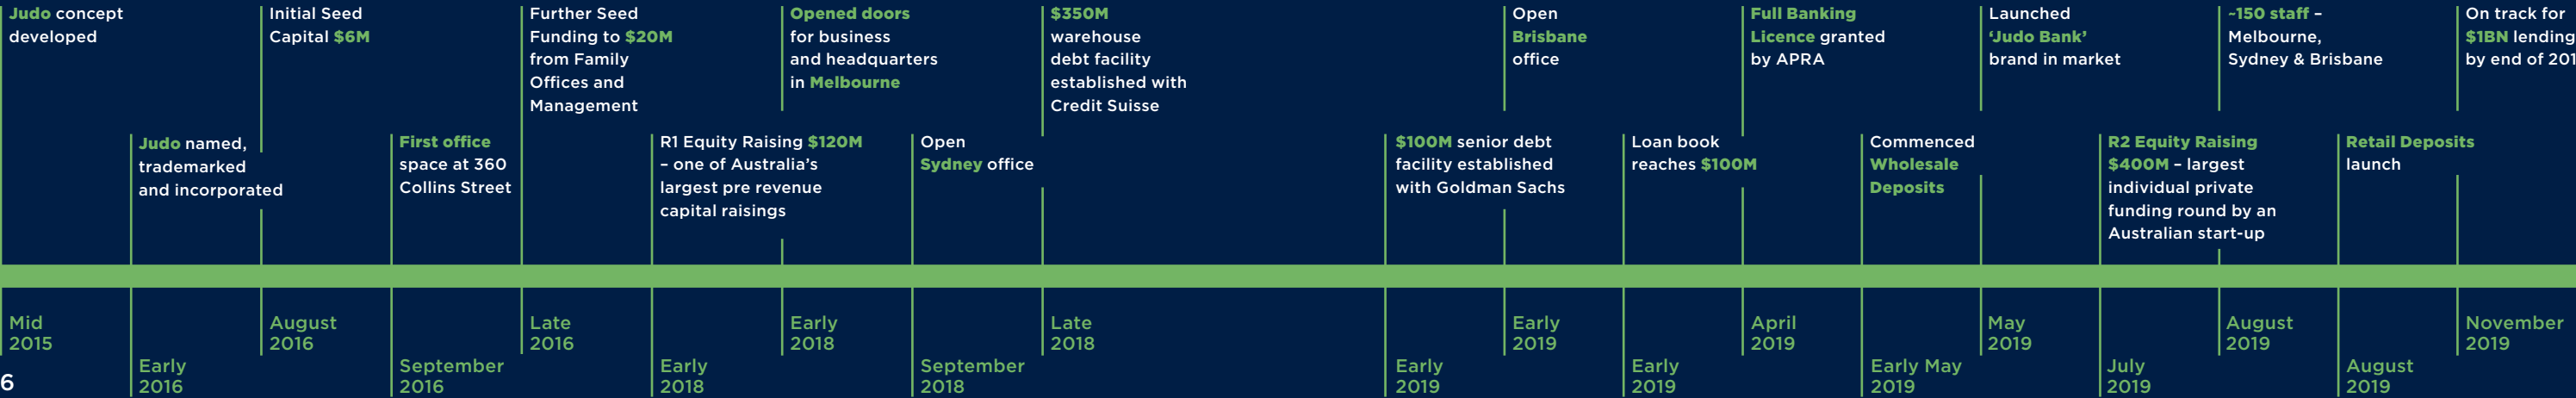 Judo concept
developed
Initial Seed
Capital $6M
Further Seed
Funding to $20M
from Family
Offices and
Management
Opened doors
for business
and headquarters
in Melbourne
$350M
warehouse
debt facility
established with
Credit Suisse
Open
Brisbane
office
Full Banking
Licence granted
by APRA
Launched
‘Judo Bank’
brand in market
~150 staff –
Melbourne,
Sydney & Brisbane
On track for
$1BN lending
by end of 201
Judo named,
trademarked
and incorporated
First office
space at 360
Collins Street
R1 Equity Raising $120M
– one of Australia’s
largest pre revenue
capital raisings
Open
Sydney office
$100M senior debt
facility established
with Goldman Sachs
Loan book
reaches $100M
Commenced
Wholesale
Deposits
R2 Equity Raising
$400M – largest
individual private
funding round by an
Australian start-up
Retail Deposits
launch
Mid
2015
August
2016
Late
2016
Early
2018
Late
2018
Early
2019
April
2019
May
2019
August
2019
November
2019
Early
2016
September
2016
Early
2018
September
2018
Early
2019
Early
2019
Early May
2019
July
2019
August
2019
6